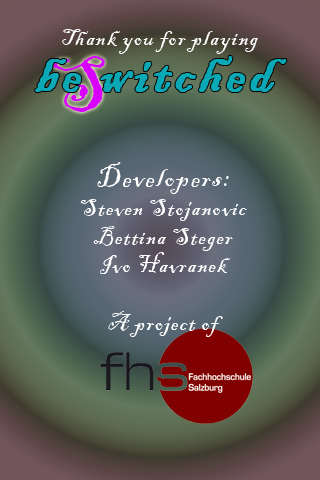 Thank you for playing
beSwitched
Developers:
Steven Stojanovic
Bettina Steger
Ivo Havranek
A project of
fhs
Fachhochschule
Salzburg